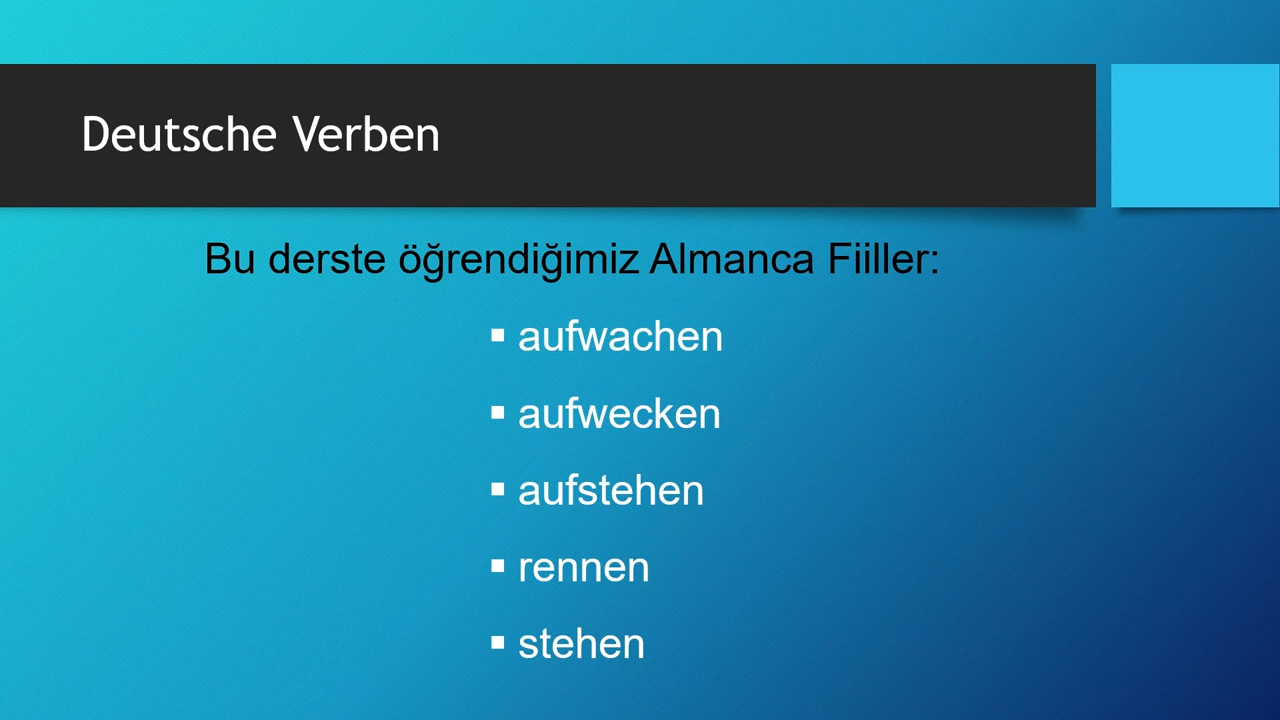 Deutsche Verben
Bu derste öğrendiğimiz Almanca Fiiller:
▪ aufwachen
▪ aufwecken
▪ aufstehen
▪ rennen
▪ stehen